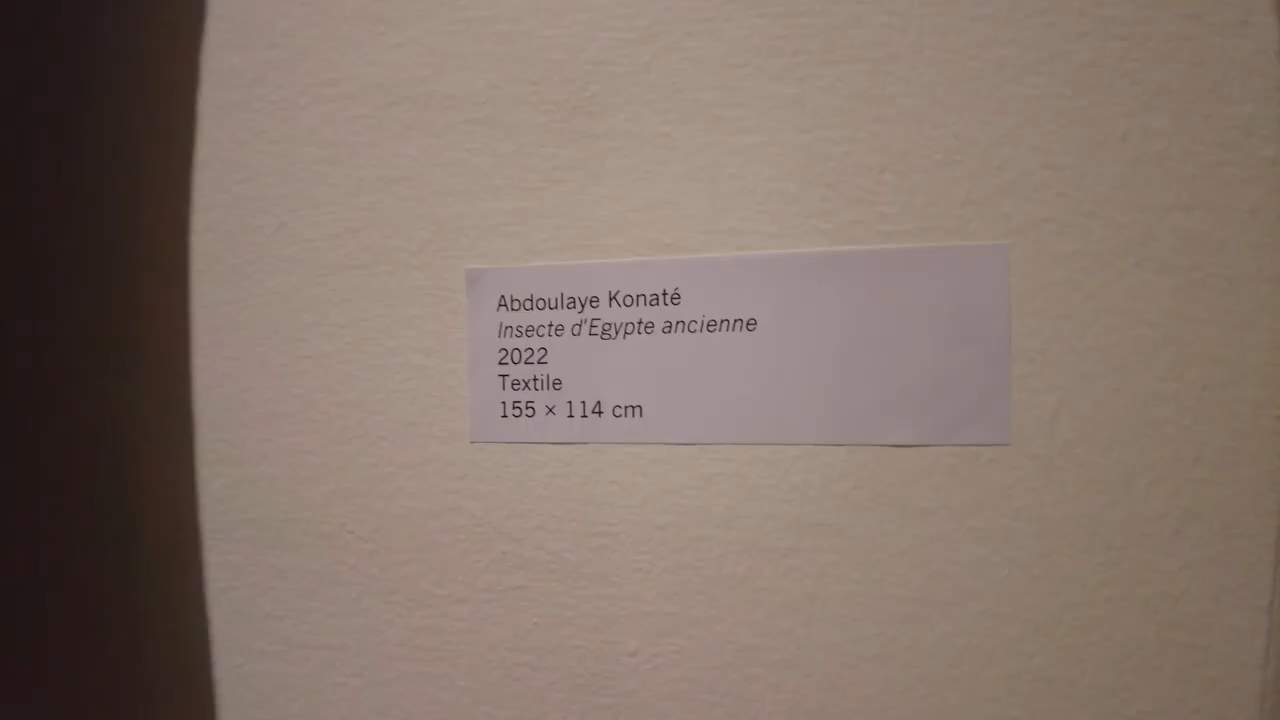 Abdoulaye Konaté
Insecte d'Egypte ancienne
2022
Textile
155 × 114 cm